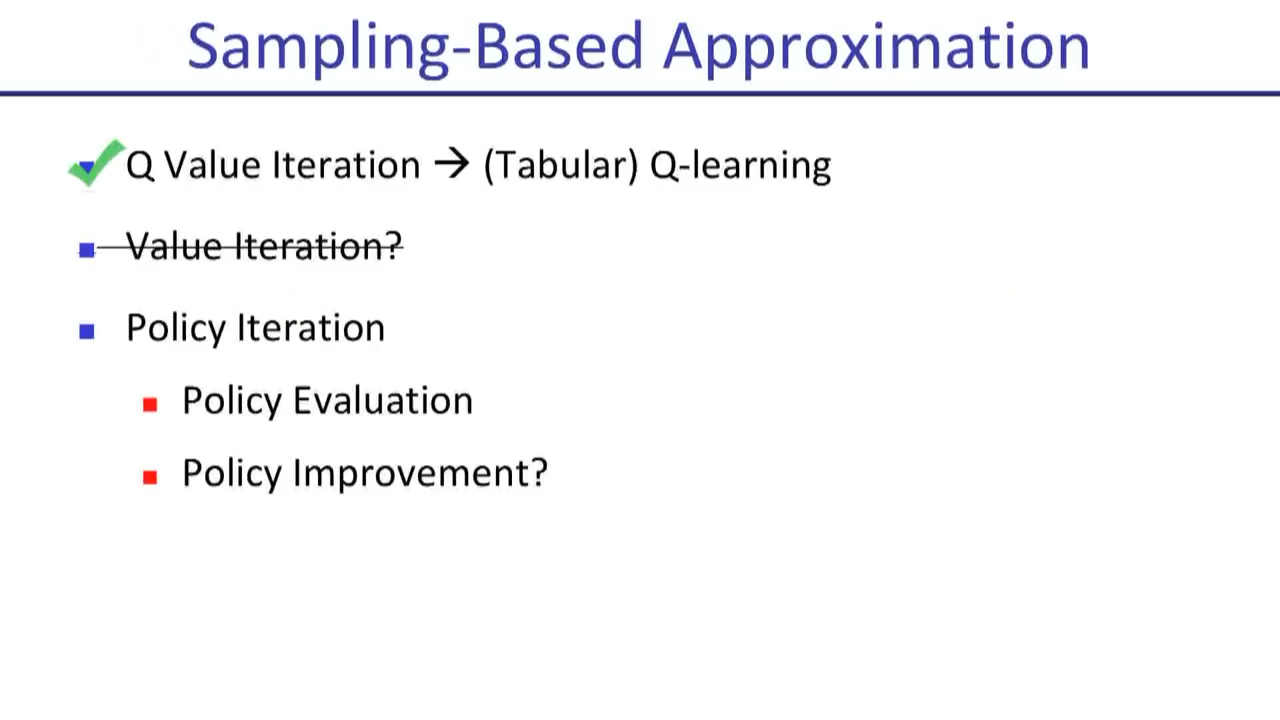 Sampling-Based Approximation
Q Value Iteration → (Tabular) Q-learning
Value Iteration?
Policy Iteration
Policy Evaluation
Policy Improvement?